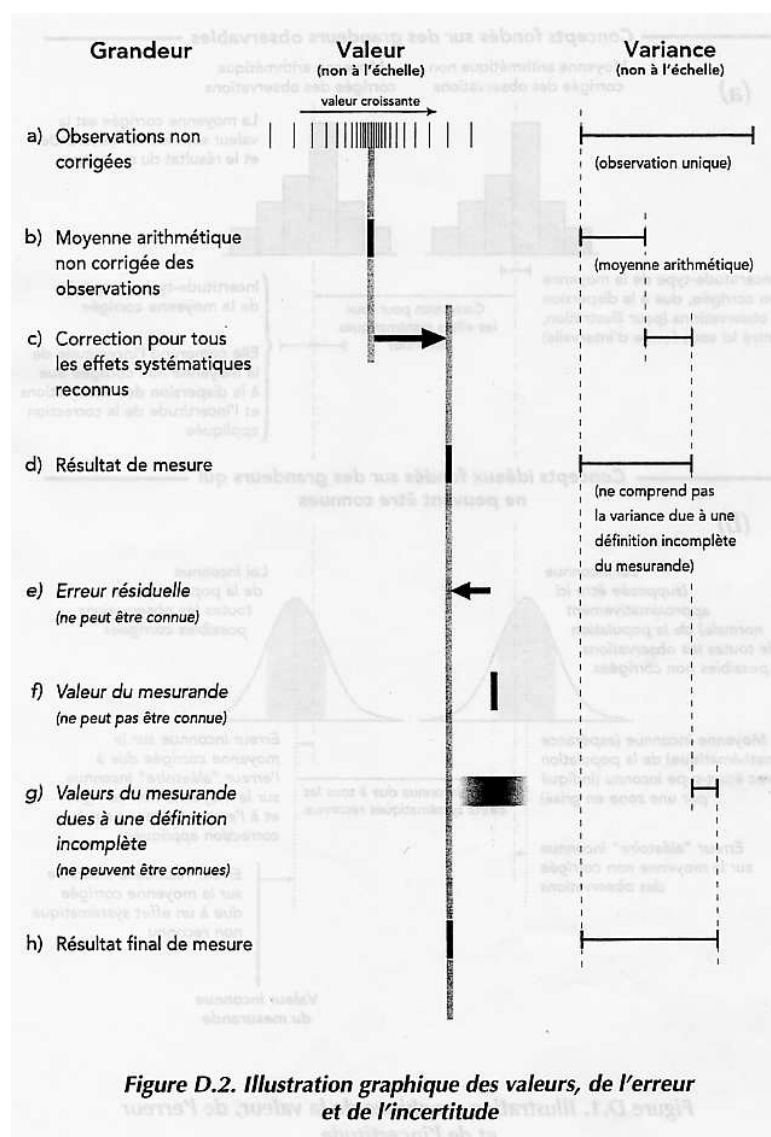 Grandeur
Valeur
(non à l'échelle)
Variance
(non à l'échelle)
valeur croissante
a) Observations non
corrigées
(observation unique)
b) Moyenne arithmétique
non corrigée des
observations
(moyenne arithmétique)
c) Correction pour tous
les effets systématiques
reconnus
d) Résultat de mesure
(ne comprend pas
la variance due à une
définition incomplète
du mesurande)
e) Erreur résiduelle
(ne peut être connue)
f) Valeur du mesurande
(ne peut pas être connue)
g) Valeurs du mesurande
dues à une définition
incomplète
(ne peuvent être connues)
h) Résultat final de mesure
Figure D.2. Illustration graphique des valeurs, de l'erreur
et de l'incertitude